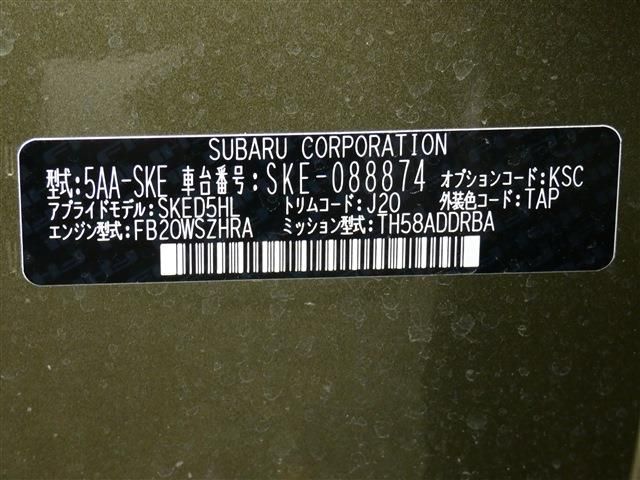 SUBARU CORPORATION
型式:5AA-SKE 車台番号:SKE-088874 オプションコード:KSC
アプライドモデル:SKED5HL トリムコード:J20 外装色コード:TAP
エンジン型式:FB20WSZHRA ミッション型式:TH58ADDRBA